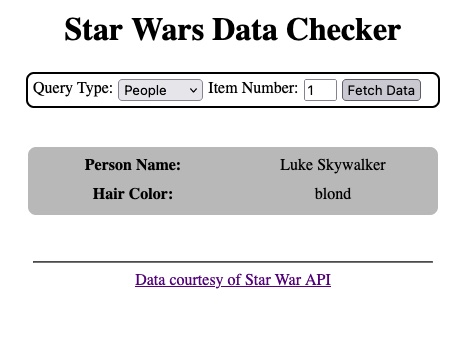 Star Wars Data Checker
Query Type: People Item Number: 1 Fetch Data
Person Name: Luke Skywalker
Hair Color: blond
Data courtesy of Star War API